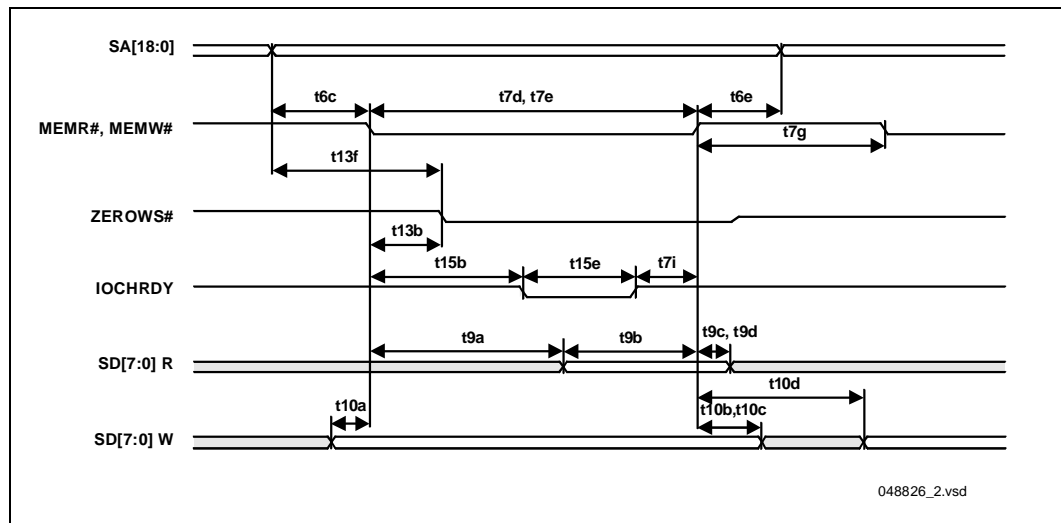 SA[18:0]
t6c
t7d, t7e
t6e
MEMR#, MEMW#
t7g
t13f
ZEROWS#
t13b
t15b
t15e
t7i
IOCHRDY
t9a
t9b
t9c, t9d
SD[7:0] R
t10d
t10a
t10b,t10c
SD[7:0] W
048826_2.vsd